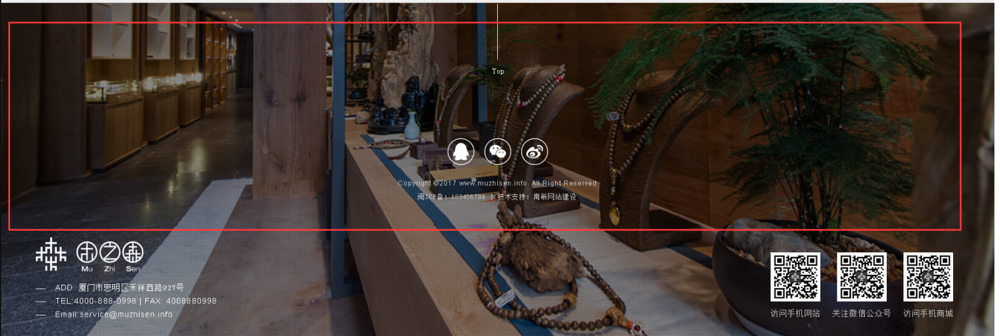 Top
Copyright ©2017 www.muzhisen.info. All Right Reserved
闽ICP备：123456789 | 技术支持：南希网站建设
Mu Zhi Sen
ADD: 厦门市思明区禾祥西路927号
TEL:4000-888-0998 | FAX: 4008880998
Email:service@muzhisen.info
访问手机网站 关注微信公众号 访问手机商城